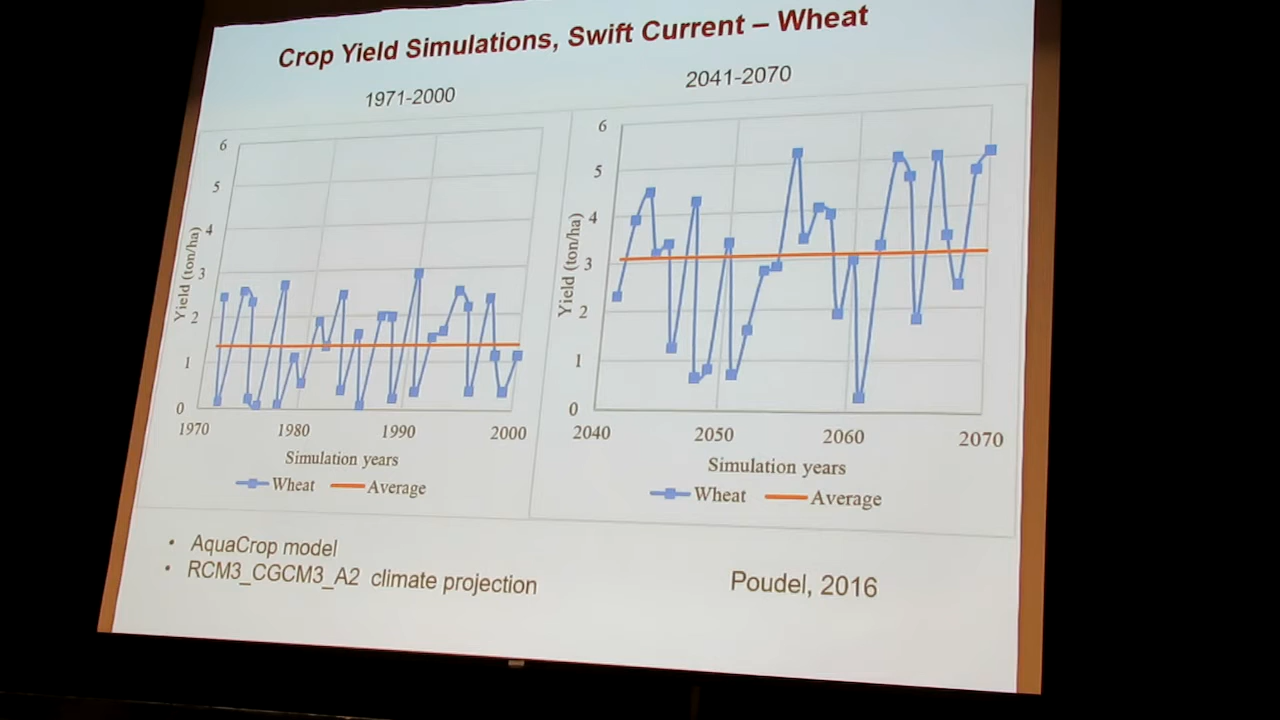 Crop Yield Simulations, Swift Current – Wheat
1971-2000
2041-2070
6
5
4
3
2
1
0
Yield (ton/ha)
1970 1980 1990 2000
Simulation years
Wheat Average
6
5
4
3
2
1
0
Yield (ton/ha)
2040 2050 2060 2070
Simulation years
Wheat Average
• AquaCrop model
• RCM3_CGCM3_A2 climate projection
Poudel, 2016